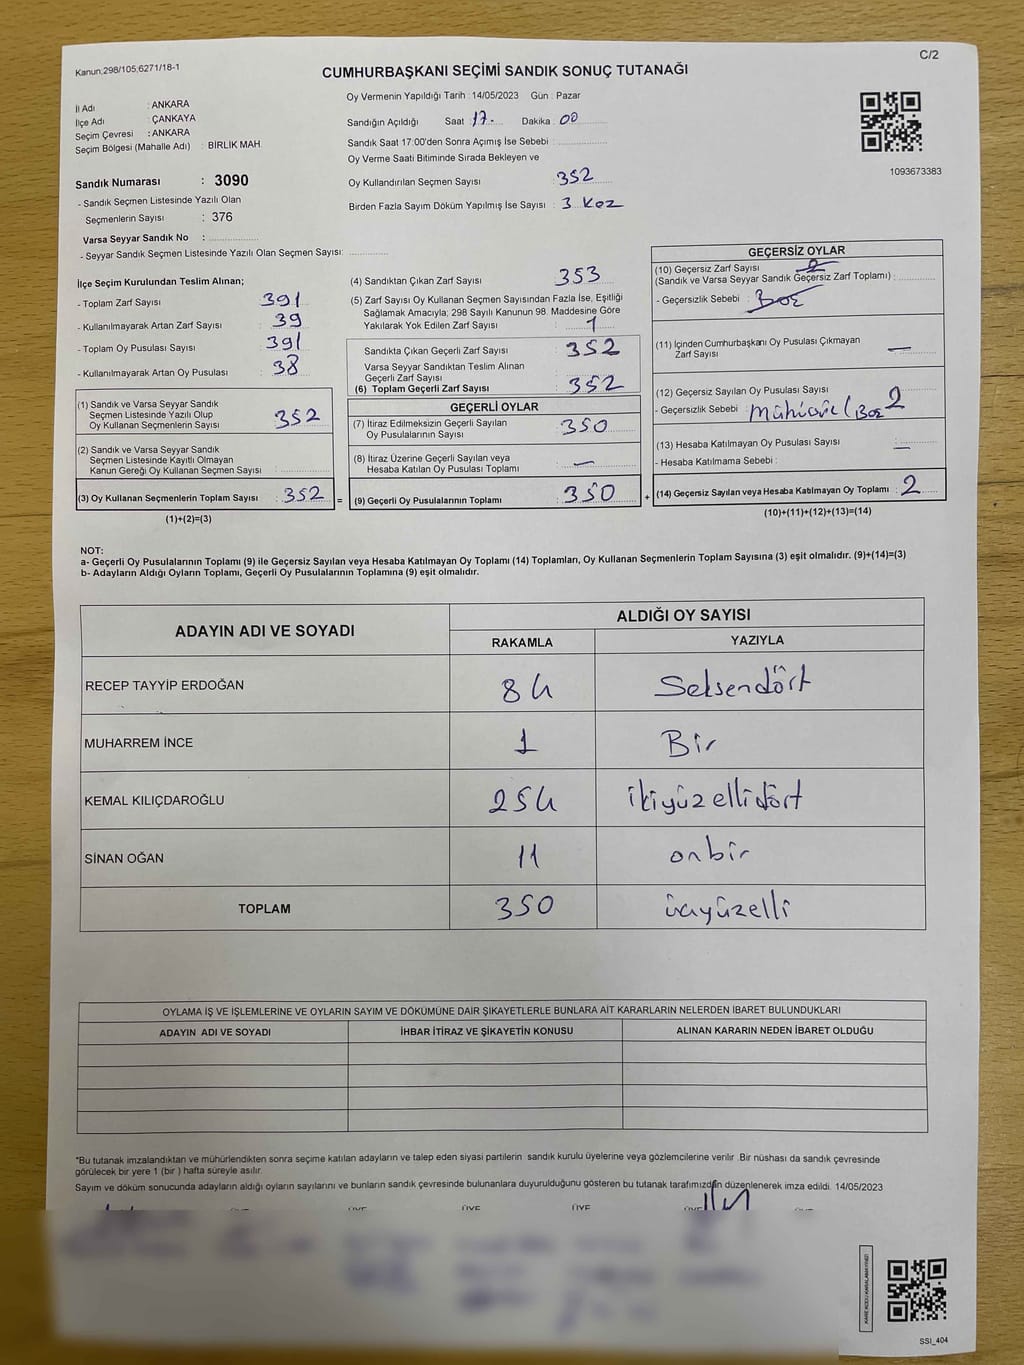 Kanun;298/105;6271/18-1
C/2
CUMHURBAŞKANI SEÇİMİ SANDIK SONUÇ TUTANAĞI
İl Adı : ANKARA
İlçe Adı : ÇANKAYA
Seçim Çevresi : ANKARA
Seçim Bölgesi (Mahalle Adı) : BİRLİK MAH.
Sandık Numarası : 3090
- Sandık Seçmen Listesinde Yazılı Olan
Seçmenlerin Sayısı : 376
Varsa Seyyar Sandık No : ..................
- Seyyar Sandık Seçmen Listesinde Yazılı Olan Seçmen Sayısı: .............
Oy Vermenin Yapıldığı Tarih : 14/05/2023 Gün : Pazar
Sandığın Açıldığı Saat : 17. Dakika : 00
Sandık Saat 17:00'den Sonra Açımış İse Sebebi : ..................
Oy Verme Saati Bitiminde Sırada Bekleyen ve
Oy Kullandırılan Seçmen Sayısı : 352
Birden Fazla Sayım Döküm Yapılmış İse Sayısı : 3 Kez
1093673383
İlçe Seçim Kurulundan Teslim Alınan;
- Toplam Zarf Sayısı : 391
- Kullanılmayarak Artan Zarf Sayısı : 39
- Toplam Oy Pusulası Sayısı : 391
- Kullanılmayarak Artan Oy Pusulası : 38
(1) Sandık ve Varsa Seyyar Sandık
Seçmen Listesinde Yazılı Olup
Oy Kullanan Seçmenlerin Sayısı : 352
(2) Sandık ve Varsa Seyyar Sandık
Seçmen Listesinde Kayıtlı Olmayan
Kanun Gereği Oy Kullanan Seçmen Sayısı : ............
(3) Oy Kullanan Seçmenlerin Toplam Sayısı : 352 =
(1)+(2)=(3)
(4) Sandıktan Çıkan Zarf Sayısı : 353
(5) Zarf Sayısı Oy Kullanan Seçmen Sayısından Fazla İse, Eşitliği
Sağlamak Amacıyla; 298 Sayılı Kanunun 98. Maddesine Göre
Yakılarak Yok Edilen Zarf Sayısı : 1
Sandıkta Çıkan Geçerli Zarf Sayısı : 352
Varsa Seyyar Sandıktan Teslim Alınan
Geçerli Zarf Sayısı :
(6) Toplam Geçerli Zarf Sayısı : 352
GEÇERLİ OYLAR
(7) İtiraz Edilmeksizin Geçerli Sayılan
Oy Pusulalarının Sayısı : 350
(8) İtiraz Üzerine Geçerli Sayılan veya
Hesaba Katılan Oy Pusulası Toplamı : —
(9) Geçerli Oy Pusulalarının Toplamı : 350 +
GEÇERSİZ OYLAR
(10) Geçersiz Zarf Sayısı
(Sandık ve Varsa Seyyar Sandık Geçersiz Zarf Toplamı) :
- Geçersizlik Sebebi : Boş
(11) İçinden Cumhurbaşkanı Oy Pusulası Çıkmayan
Zarf Sayısı : —
(12) Geçersiz Sayılan Oy Pusulası Sayısı : 2
- Geçersizlik Sebebi : Boş
(13) Hesaba Katılmayan Oy Pusulası Sayısı : —
- Hesaba Katılmama Sebebi :
(14) Geçersiz Sayılan veya Hesaba Katılmayan Oy Toplamı : 2
(10)+(11)+(12)+(13)=(14)
NOT:
a- Geçerli Oy Pusulalarının Toplamı (9) ile Geçersiz Sayılan veya Hesaba Katılmayan Oy Toplamı (14) Toplamları, Oy Kullanan Seçmenlerin Toplam Sayısına (3) eşit olmalıdır. (9)+(14)=(3)
b- Adayların Aldığı Oyların Toplamı, Geçerli Oy Pusulalarının Toplamına (9) eşit olmalıdır.
ADAYIN ADI VE SOYADI
ALDIĞI OY SAYISI
RAKAMLA YAZIYLA
RECEP TAYYİP ERDOĞAN 84 Seksendört
MUHARREM İNCE 1 Bir
KEMAL KILIÇDAROĞLU 254 ikiyüzellidört
SİNAN OĞAN 11 onbir
TOPLAM 350 üçyüzelli
OYLAMA İŞ VE İŞLEMLERİNE VE OYLARIN SAYIM VE DÖKÜMÜNE DAİR ŞİKAYETLERLE BUNLARA AİT KARARLARIN NELERDEN İBARET BULUNDUKLARI
ADAYIN ADI VE SOYADI İHBAR İTİRAZ VE ŞİKAYETİN KONUSU ALINAN KARARIN NEDEN İBARET OLDUĞU
*Bu tutanak imzalandıktan ve mühürlendikten sonra seçime katılan adayların ve talep eden siyasi partilerin sandık kurulu üyelerine veya gözlemcilerine verilir .Bir nüshası da sandık çevresinde
görülecek bir yere 1 (bir ) hafta süreyle asılır.
Sayım ve döküm sonucunda adayların aldığı oyların sayılarını ve bunların sandık çevresinde bulunanlara duyurulduğunu gösteren bu tutanak tarafımızdan düzenlenerek imza edildi. 14/05/2023
ÜYE ÜYE ÜYE ÜYE
SSI_404